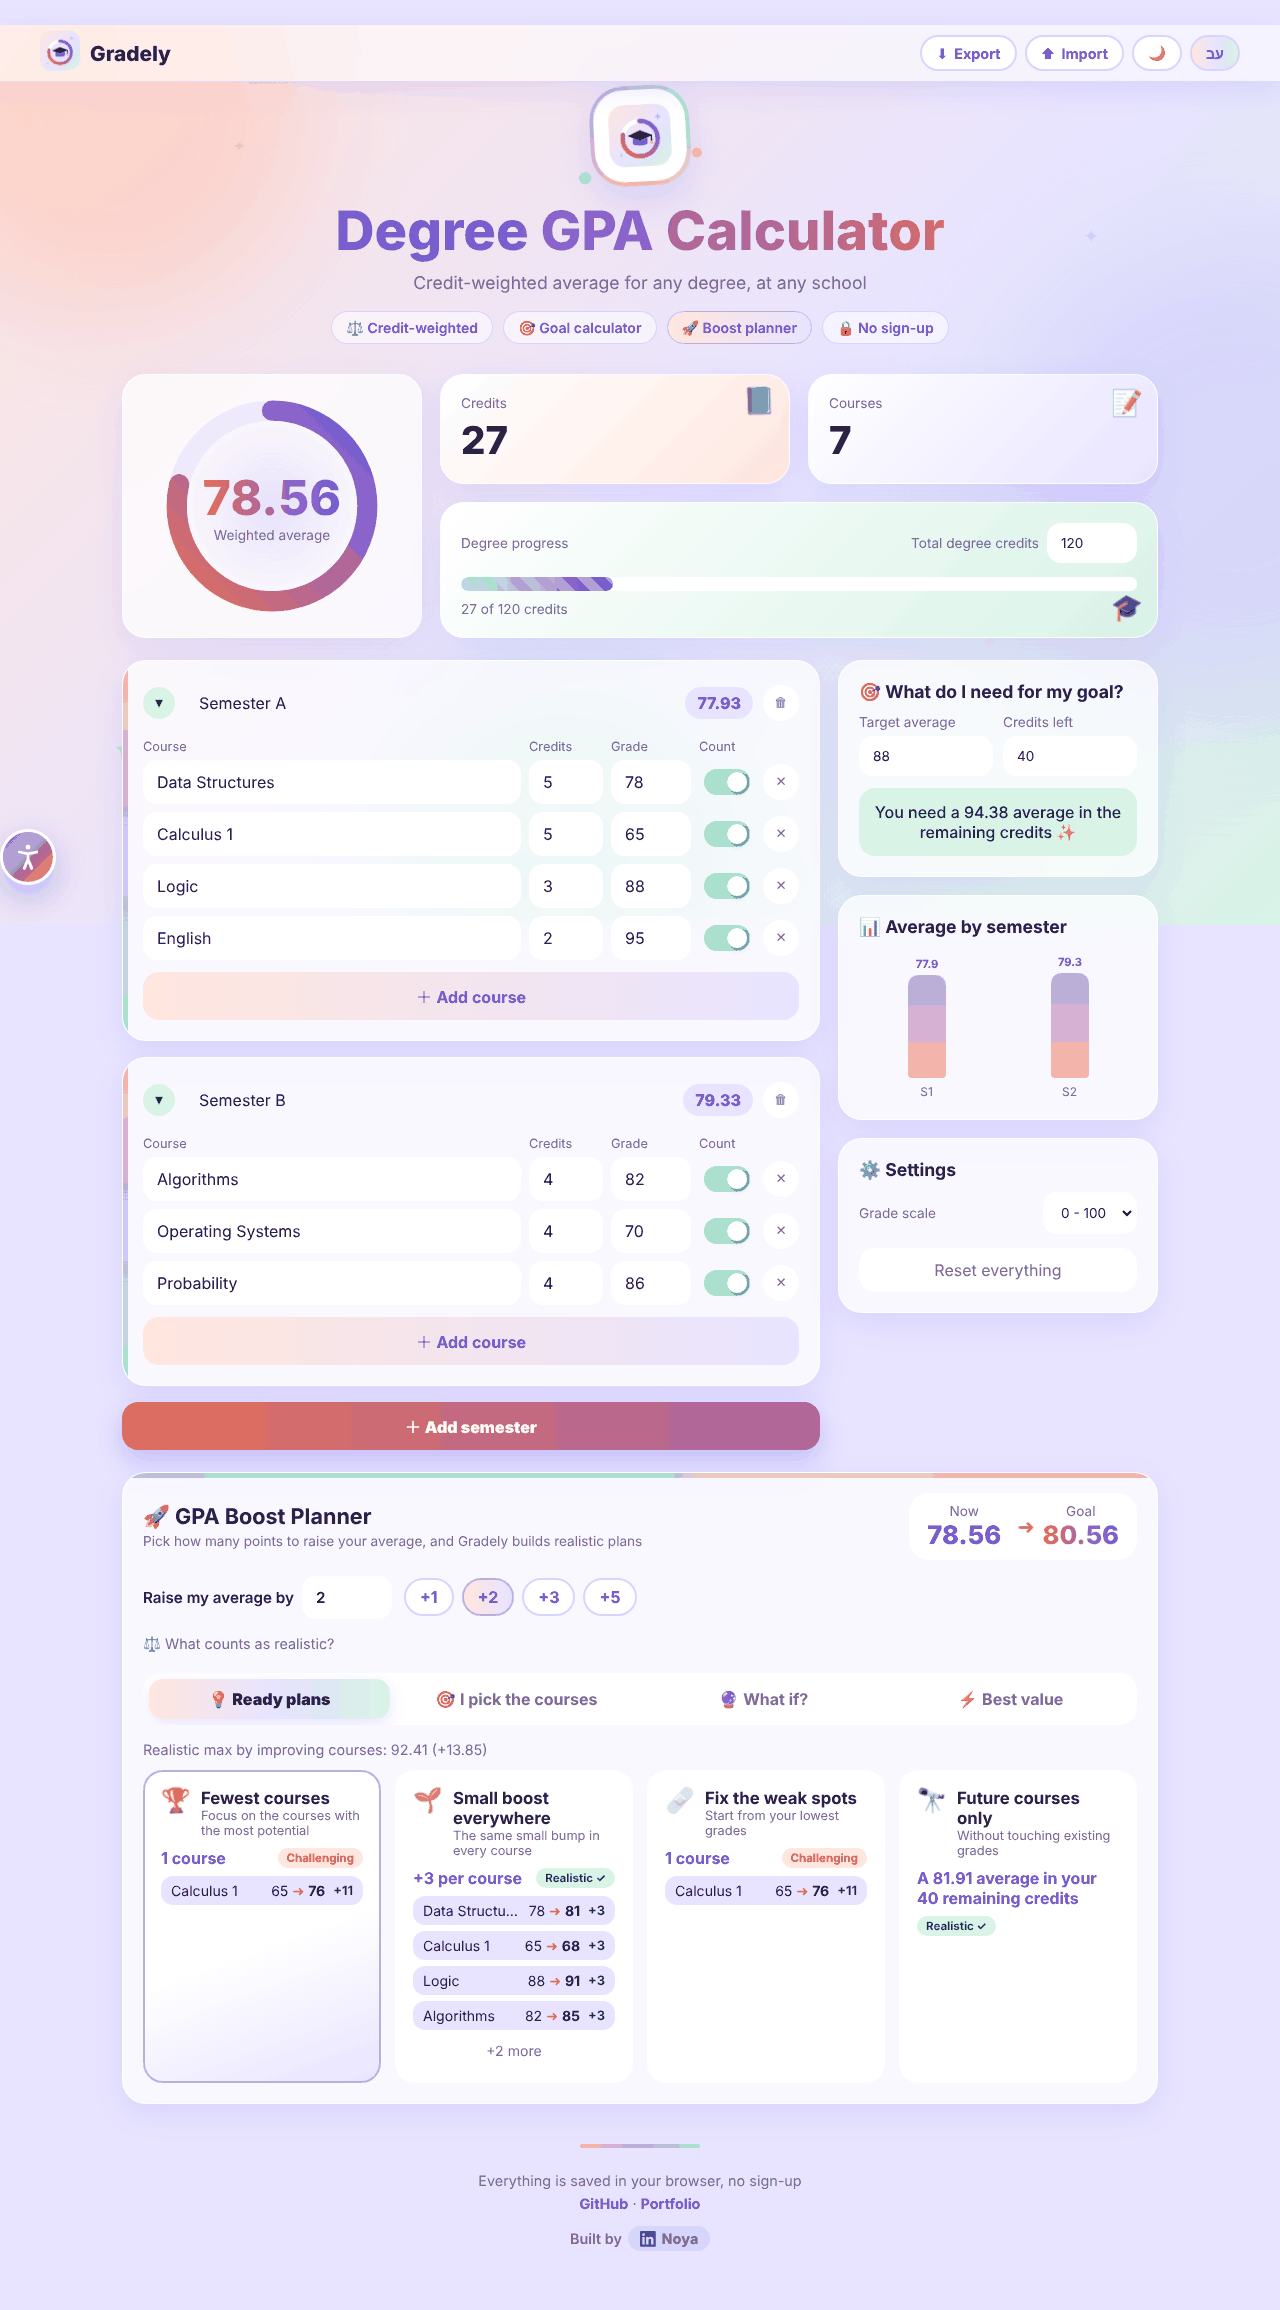 Gradely
⬇ Export
⬆ Import
עב
Degree GPA Calculator
Credit-weighted average for any degree, at any school
Credit-weighted
Goal calculator
Boost planner
No sign-up
78.56
Weighted average
Credits
27
Courses
7
Degree progress
Total degree credits
120
27 of 120 credits
Semester A
77.93
Course Credits Grade Count
Data Structures 5 78
Calculus 1 5 65
Logic 3 88
English 2 95
+ Add course
Semester B
79.33
Course Credits Grade Count
Algorithms 4 82
Operating Systems 4 70
Probability 4 86
+ Add course
+ Add semester
What do I need for my goal?
Target average Credits left
88 40
You need a 94.38 average in the
remaining credits ✨
Average by semester
77.9 79.3
S1 S2
Settings
Grade scale 0 - 100
Reset everything
GPA Boost Planner
Pick how many points to raise your average, and Gradely builds realistic plans
Now Goal
78.56 ➜ 80.56
Raise my average by 2 +1 +2 +3 +5
What counts as realistic?
Ready plans
I pick the courses
What if?
Best value
Realistic max by improving courses: 92.41 (+13.85)
Fewest courses
Focus on the courses with
the most potential
1 course Challenging
Calculus 1 65 ➜ 76 +11
Small boost
everywhere
The same small bump in
every course
+3 per course Realistic ✓
Data Structu... 78 ➜ 81 +3
Calculus 1 65 ➜ 68 +3
Logic 88 ➜ 91 +3
Algorithms 82 ➜ 85 +3
+2 more
Fix the weak spots
Start from your lowest
grades
1 course Challenging
Calculus 1 65 ➜ 76 +11
Future courses
only
Without touching existing
grades
A 81.91 average in your
40 remaining credits
Realistic ✓
Everything is saved in your browser, no sign-up
GitHub · Portfolio
Built by in Noya